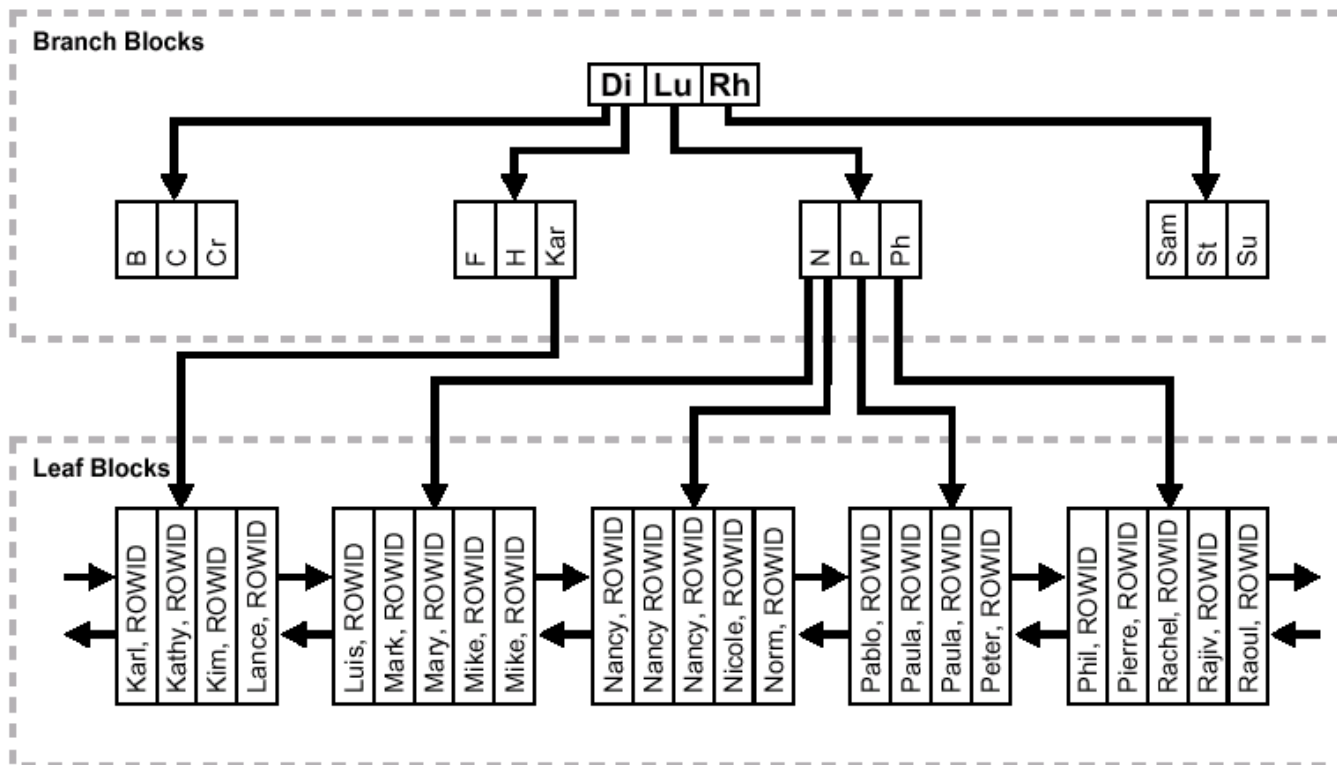 Branch Blocks
Di Lu Rh
B
C
Cr
F
H
Kar
N
P
Ph
Sam
St
Su
Leaf Blocks
Karl, ROWID
Kathy, ROWID
Kim, ROWID
Lance, ROWID
Luis, ROWID
Mark, ROWID
Mary, ROWID
Mike, ROWID
Mike, ROWID
Nancy, ROWID
Nancy ROWID
Nancy, ROWID
Nicole, ROWID
Norm, ROWID
Pablo, ROWID
Paula, ROWID
Paula, ROWID
Peter, ROWID
Phil, ROWID
Pierre, ROWID
Rachel, ROWID
Rajiv, ROWID
Raoul, ROWID